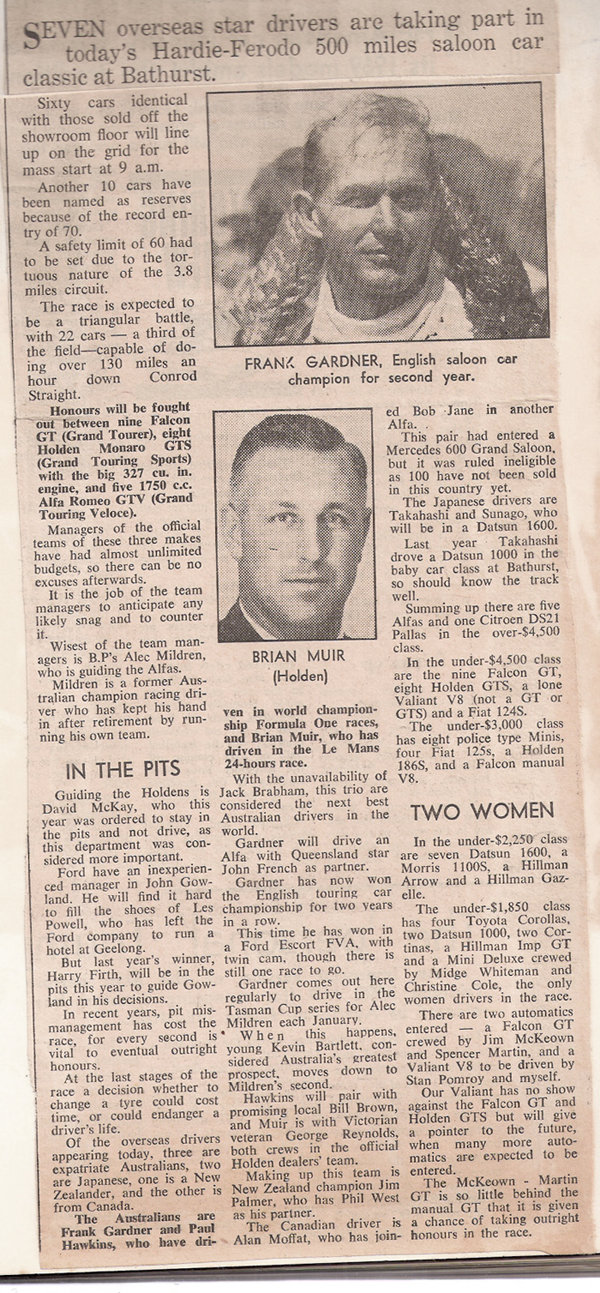 SEVEN overseas star drivers are taking part in
today's Hardie-Ferodo 500 miles saloon car
classic at Bathurst.
Sixty cars identical
with those sold off the
showroom floor will line
up on the grid for the
mass start at 9 a.m.
Another 10 cars have
been named as reserves
because of the record en-
try of 70.
A safety limit of 60 had
to be set due to the tor-
tuous nature of the 3.8
miles circuit.
The race is expected to
be a triangular battle,
with 22 cars — a third of
the field—capable of do-
ing over 130 miles an
hour down Conrod
Straight.
Honours will be fought
out between nine Falcon
GT (Grand Tourer), eight
Holden Monaro GTS
(Grand Touring Sports)
with the big 327 cu. in.
engine, and five 1750 c.c.
Alfa Romeo GTV (Grand
Touring Veloce).
Managers of the official
teams of these three makes
have had almost unlimited
budgets, so there can be no
excuses afterwards.
It is the job of the team
managers to anticipate any
likely snag and to counter
it.
Wisest of the team man-
agers is B.P's Alec Mildren,
who is guiding the Alfas.
Mildren is a former Aus-
tralian champion racing dri-
ver who has kept his hand
in after retirement by run-
ning his own team.
IN THE PITS
Guiding the Holdens is
David McKay, who this
year was ordered to stay in
the pits and not drive, as
this department was con-
sidered more important.
Ford have an inexperien-
ced manager in John Gow-
land. He will find it hard
to fill the shoes of Les
Powell, who has left the
Ford company to run a
hotel at Geelong.
But last year's winner,
Harry Firth, will be in the
pits this year to guide Gow-
land in his decisions.
In recent years, pit mis-
management has cost the
race, for every second is
vital to eventual outright
honours.
At the last stages of the
race a decision whether to
change a tyre could cost
time, or could endanger a
driver's life.
Of the overseas drivers
appearing today, three are
expatriate Australians, two
are Japanese, one is a New
Zealander, and the other is
from Canada.
The Australians are
Frank Gardner and Paul
Hawkins, who have dri-
FRANK GARDNER, English saloon car
champion for second year.
BRIAN MUIR
(Holden)
ven in world champion-
ship Formula One races,
and Brian Muir, who has
driven in the Le Mans
24-hours race.
With the unavailability of
Jack Brabham, this trio are
considered the next best
Australian drivers in the
world.
Gardner will drive an
Alfa with Queensland star
John French as partner.
Gardner has now won
the English touring car
championship for two years
in a row.
This time he has won in
a Ford Escort FVA, with
twin cam, though there is
still one race to go.
Gardner comes out here
regularly to drive in the
Tasman Cup series for Alec
Mildren each January.
When this happens,
young Kevin Bartlett, con-
sidered Australia's greatest
prospect, moves down to
Mildren's second.
Hawkins will pair with
promising local Bill Brown,
and Muir is with Victorian
veteran George Reynolds,
both crews in the official
Holden dealers' team.
Making up this team is
New Zealand champion Jim
Palmer, who has Phil West
as his partner.
The Canadian driver is
Alan Moffat, who has join-
ed Bob Jane in another
Alfa.
This pair had entered a
Mercedes 600 Grand Saloon,
but it was ruled ineligible
as 100 have not been sold
in this country yet.
The Japanese drivers are
Takahashi and Sunago, who
will be in a Datsun 1600.
Last year Takahashi
drove a Datsun 1000 in the
baby car class at Bathurst,
so should know the track
well.
Summing up there are five
Alfas and one Citroen DS21
Pallas in the over-$4,500
class.
In the under-$4,500 class
are the nine Falcon GT,
eight Holden GTS, a lone
Valiant V8 (not a GT or
GTS) and a Fiat 124S.
The under-$3,000 class
has eight police type Minis,
four Fiat 125s, a Holden
186S, and a Falcon manual
V8.
TWO WOMEN
In the under-$2,250 class
are seven Datsun 1600, a
Morris 1100S, a Hillman
Arrow and a Hillman Gaz-
elle.
The under-$1,850 class
has four Toyota Corollas,
two Datsun 1000, two Cor-
tinas, a Hillman Imp GT
and a Mini Deluxe crewed
by Midge Whiteman and
Christine Cole, the only
women drivers in the race.
There are two automatics
entered — a Falcon GT
crewed by Jim McKeown
and Spencer Martin, and a
Valiant V8 to be driven by
Stan Pomroy and myself.
Our Valiant has no show
against the Falcon GT and
Holden GTS but will give
a pointer to the future,
when many more auto-
matics are expected to be
entered.
The McKeown - Martin
GT is so little behind the
manual GT that it is given
a chance of taking outright
honours in the race.